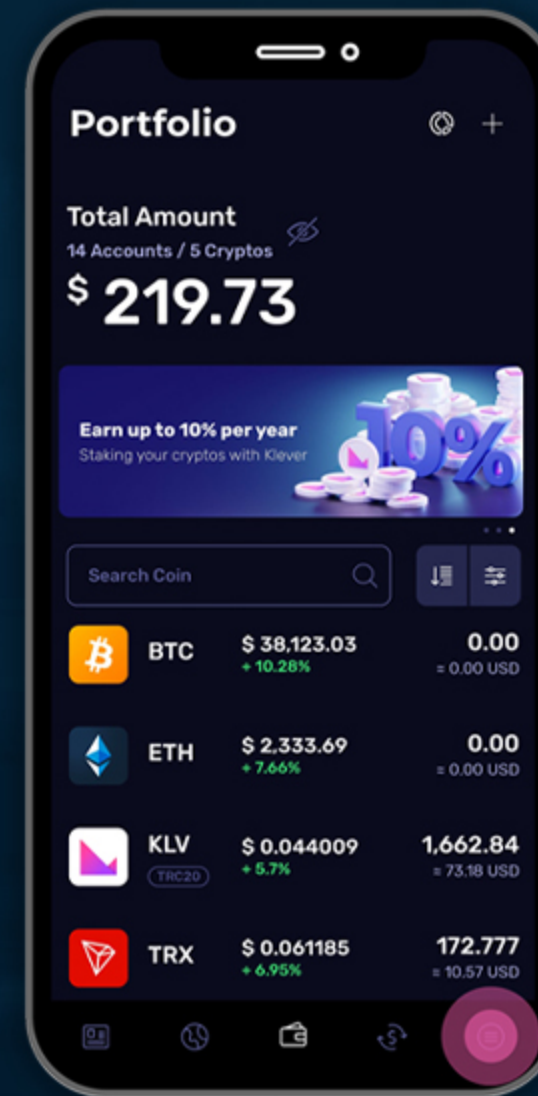 Portfolio
Total Amount
14 Accounts / 5 Cryptos
$ 219.73
Earn up to 10% per year
Staking your cryptos with Klever
10%
Search Coin
BTC $ 38,123.03 0.00
+ 10.28% = 0.00 USD
ETH $ 2,333.69 0.00
+ 7.66% = 0.00 USD
KLV $ 0.044009 1,662.84
TRC20 + 5.7% = 73.18 USD
TRX $ 0.061185 172.777
+ 6.95% = 10.57 USD